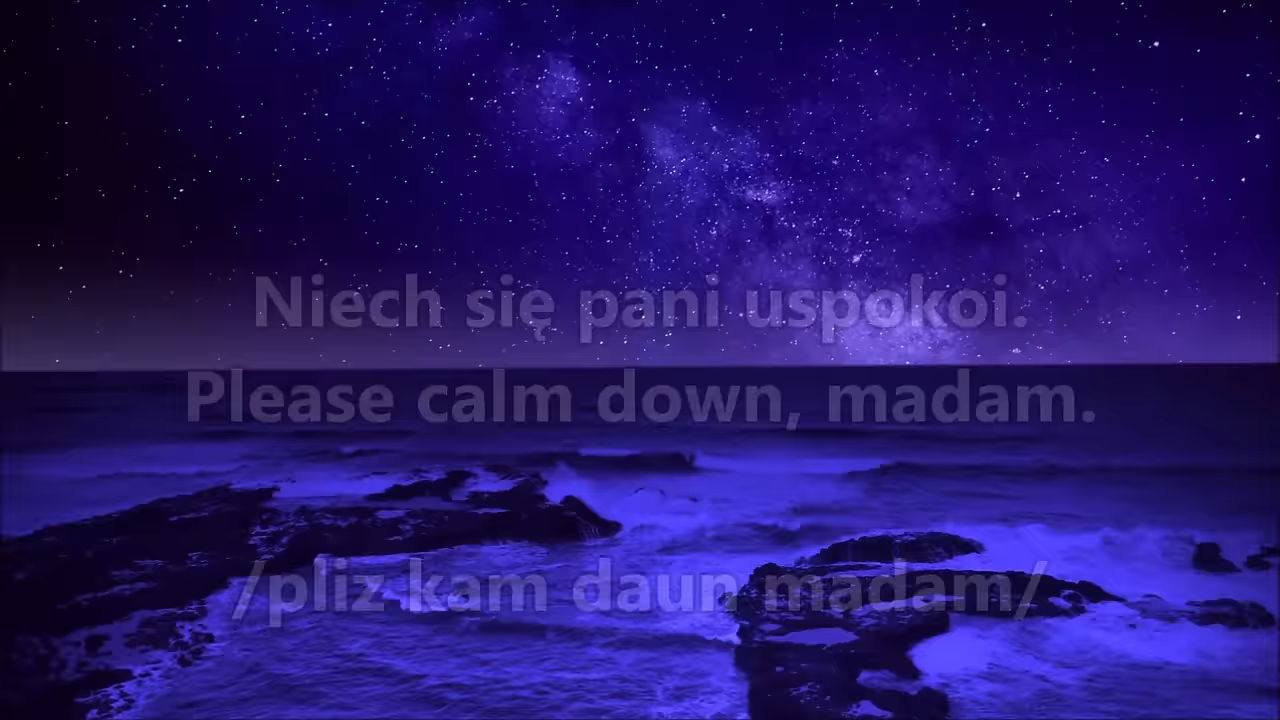 Niech się pani uspokoi.
Please calm down, madam.
/pliz kam daun madam/